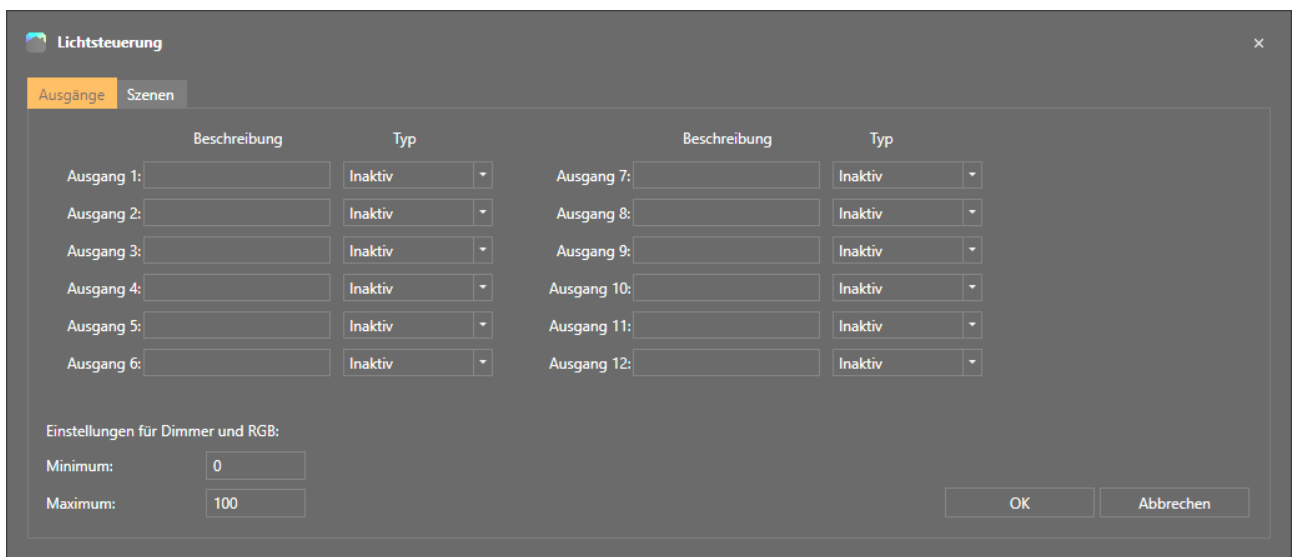 Lichtsteuerung
Ausgänge Szenen
Beschreibung Typ Beschreibung Typ
Ausgang 1: Inaktiv Ausgang 7: Inaktiv
Ausgang 2: Inaktiv Ausgang 8: Inaktiv
Ausgang 3: Inaktiv Ausgang 9: Inaktiv
Ausgang 4: Inaktiv Ausgang 10: Inaktiv
Ausgang 5: Inaktiv Ausgang 11: Inaktiv
Ausgang 6: Inaktiv Ausgang 12: Inaktiv
Einstellungen für Dimmer und RGB:
Minimum: 0
Maximum: 100 OK Abbrechen